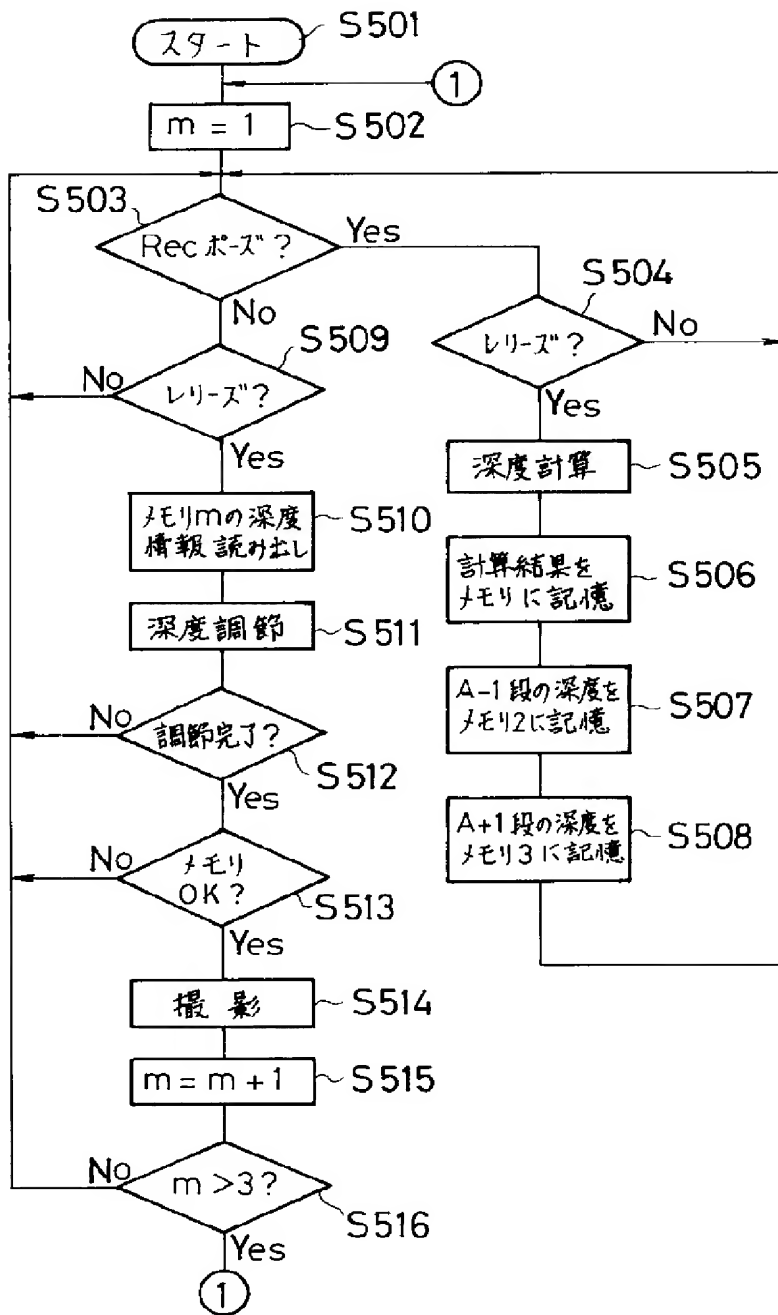 スタート
S501
①
m = 1
S502
S503
Rec ポーズ?
Yes
No
S504
レリーズ?
No
Yes
S509
レリーズ?
No
Yes
深度計算
S505
メモリmの深度
情報読み出し
S510
計算結果を
メモリに記憶
S506
深度調節
S511
A-1段の深度を
メモリ2に記憶
S507
調節完了?
No
S512
Yes
A+1段の深度を
メモリ3に記憶
S508
メモリ
OK?
No
S513
Yes
撮影
S514
m = m + 1
S515
m > 3?
No
S516
Yes
①